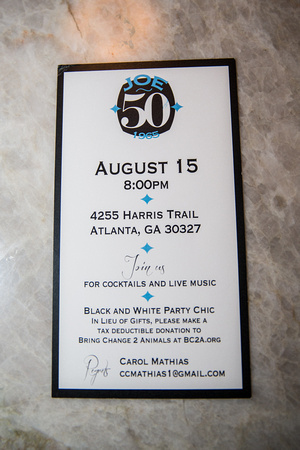 JOE
50
1965
AUGUST 15
8:00PM
4255 HARRIS TRAIL
ATLANTA, GA 30327
Join us
FOR COCKTAILS AND LIVE MUSIC
BLACK AND WHITE PARTY CHIC
IN LIEU OF GIFTS, PLEASE MAKE A
TAX DEDUCTIBLE DONATION TO
BRING CHANGE 2 ANIMALS AT BC2A.ORG
Regrets CAROL MATHIAS
CCMATHIAS1@GMAIL.COM